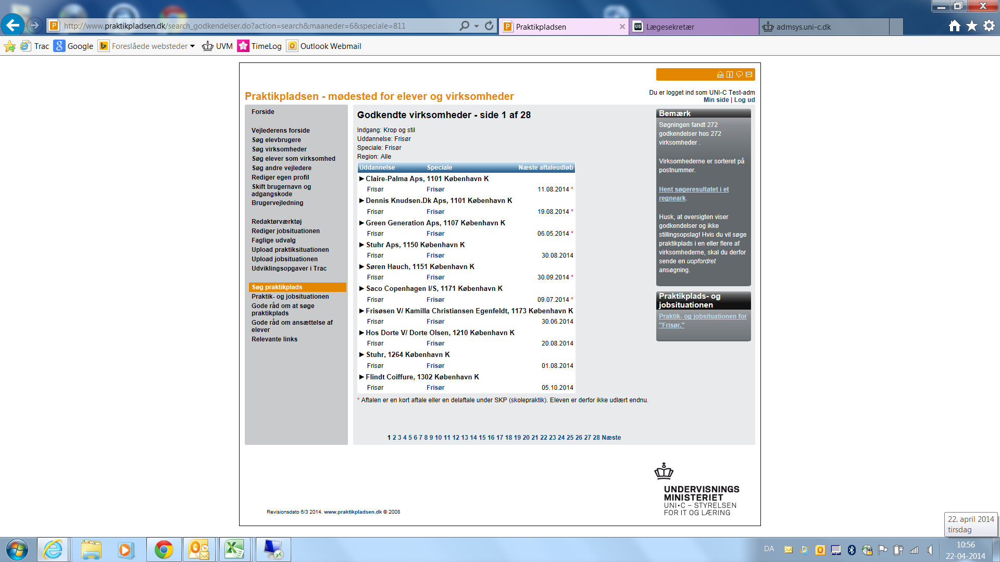 http://www.praktikpladsen.dk/search_godkendelser.do?action=search&maaneder=6&speciale=811
Praktikpladsen
Lægesekretær
admsys.uni-c.dk
Trac
Google
Foreslåede websteder
UVM
TimeLog
Outlook Webmail
Praktikpladsen - mødested for elever og virksomheder
Du er logget ind som UNI-C Test-adm
Min side | Log ud
Forside
Vejlederens forside
Søg elevbrugere
Søg virksomheder
Søg elever som virksomhed
Søg andre vejledere
Rediger egen profil
Skift brugernavn og
adgangskode
Brugervejledning
Redaktørværktøj
Rediger jobsituationen
Faglige udvalg
Upload praktiksituationen
Upload jobsituationen
Udviklingsopgaver i Trac
Søg praktikplads
Praktik- og jobsituationen
Gode råd om at søge
praktikplads
Gode råd om ansættelse af
elever
Relevante links
Godkendte virksomheder - side 1 af 28
Indgang: Krop og stil
Uddannelse: Frisør
Speciale: Frisør
Region: Alle
Uddannelse Speciale Næste aftaleudløb
Claire-Palma Aps, 1101 København K
Frisør Frisør 11.08.2014 *
Dennis Knudsen.Dk Aps, 1101 København K
Frisør Frisør 19.08.2014 *
Green Generation Aps, 1107 København K
Frisør Frisør 06.05.2014 *
Stuhr Aps, 1150 København K
Frisør Frisør 30.08.2014
Søren Hauch, 1151 København K
Frisør Frisør 30.09.2014 *
Saco Copenhagen I/S, 1171 København K
Frisør Frisør 09.07.2014 *
Frisøsen V/ Kamilla Christiansen Egenfeldt, 1173 København K
Frisør Frisør 30.06.2014
Hos Dorte V/ Dorte Olsen, 1210 København K
Frisør Frisør 20.08.2014
Stuhr, 1264 København K
Frisør Frisør 01.08.2014
Flindt Coiffure, 1302 København K
Frisør Frisør 05.10.2014
* Aftalen er en kort aftale eller en delaftale under SKP (skolepraktik). Eleven er derfor ikke udlært endnu.
1 2 3 4 5 6 7 8 9 10 11 12 13 14 15 16 17 18 19 20 21 22 23 24 25 26 27 28 Næste
Bemærk
Søgningen fandt 272
godkendelser hos 272
virksomheder .
Virksomhederne er sorteret på
postnummer.
Hent søgeresultatet i et
regneark.
Husk, at oversigten viser
godkendelser og ikke
stillingsopslag! Hvis du vil søge
praktikplads i en eller flere af
virksomhederne, skal du derfor
sende en uopfordret
ansøgning.
Praktikplads- og
jobsituationen
Praktik- og jobsituationen for
"Frisør."
UNDERVISNINGS
MINISTERIET
UNI•C – STYRELSEN
FOR IT OG LÆRING
Revisionsdato 6/3 2014. www.praktikpladsen.dk © 2008
22. april 2014
tirsdag
DA
10:56
22-04-2014